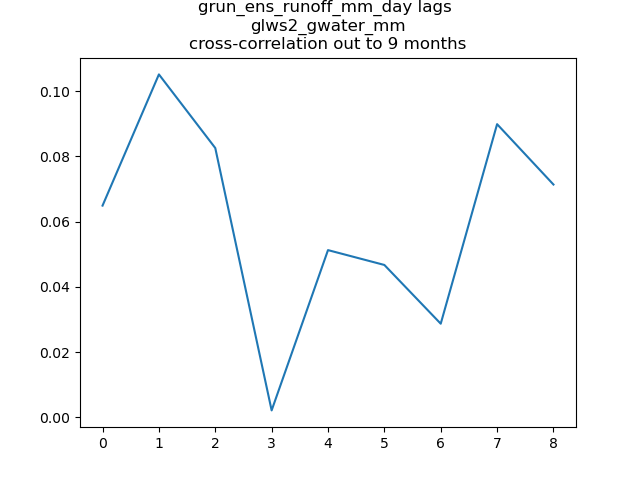 grun_ens_runoff_mm_day lags
glws2_gwater_mm
cross-correlation out to 9 months
0.10
0.08
0.06
0.04
0.02
0.00
0 1 2 3 4 5 6 7 8